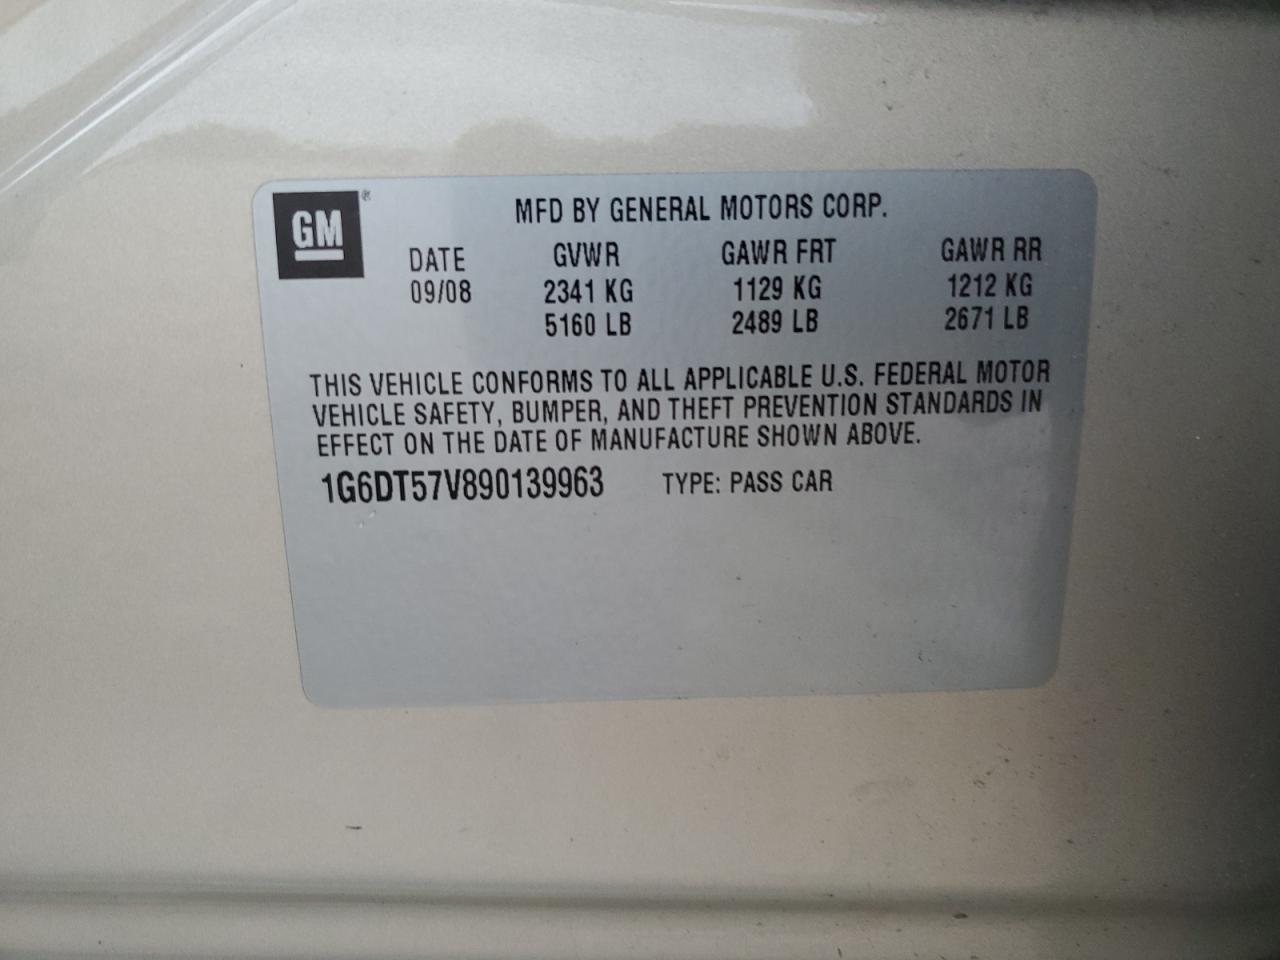 GM®
MFD BY GENERAL MOTORS CORP.
DATE GVWR GAWR FRT GAWR RR
09/08 2341 KG 1129 KG 1212 KG
5160 LB 2489 LB 2671 LB
THIS VEHICLE CONFORMS TO ALL APPLICABLE U.S. FEDERAL MOTOR
VEHICLE SAFETY, BUMPER, AND THEFT PREVENTION STANDARDS IN
EFFECT ON THE DATE OF MANUFACTURE SHOWN ABOVE.
1G6DT57V890139963 TYPE: PASS CAR